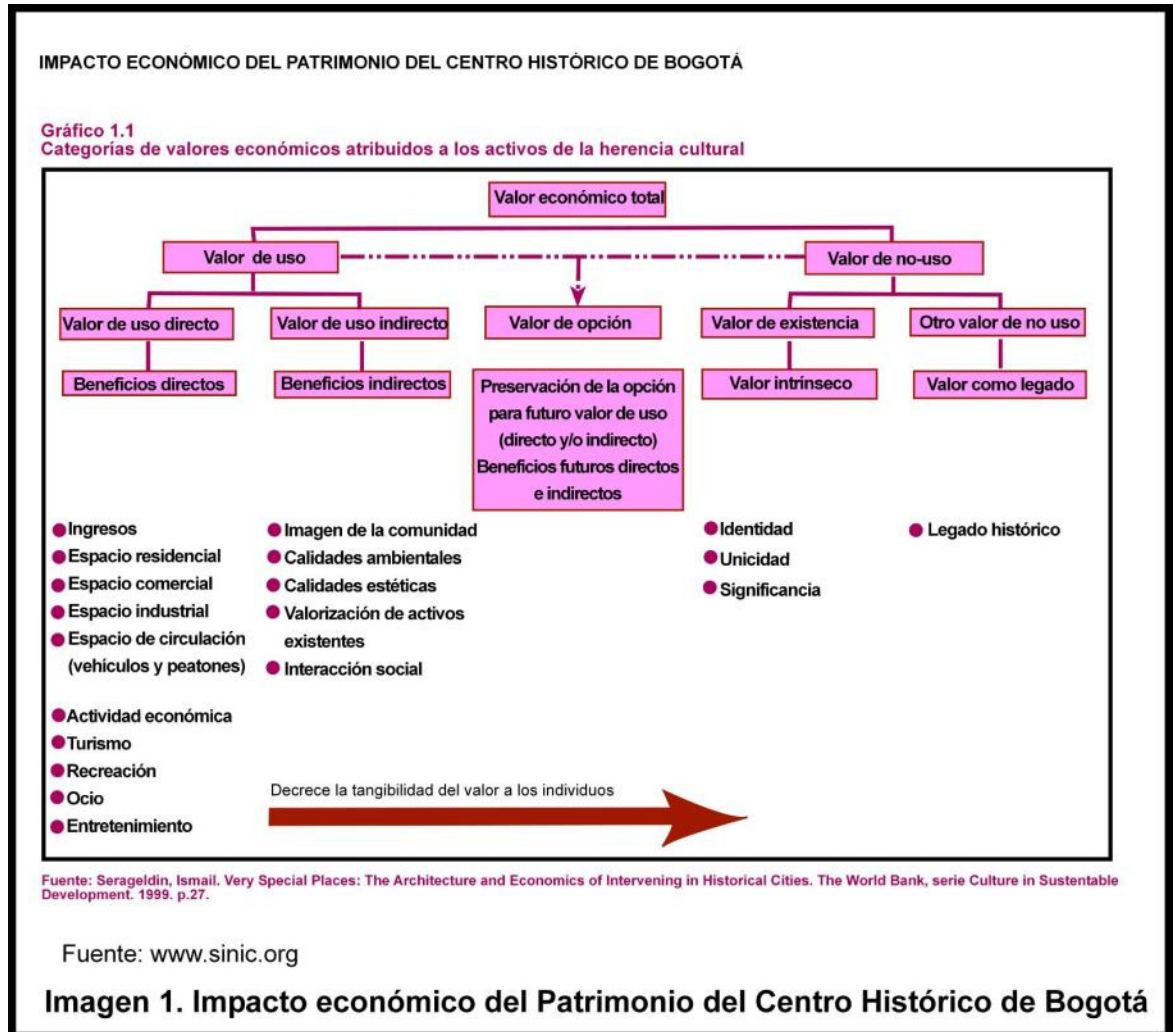 IMPACTO ECONÓMICO DEL PATRIMONIO DEL CENTRO HISTÓRICO DE BOGOTÁ
Gráfico 1.1
Categorías de valores económicos atribuidos a los activos de la herencia cultural
Valor económico total
Valor de uso
Valor de no-uso
Valor de uso directo
Valor de uso indirecto
Valor de opción
Valor de existencia
Otro valor de no uso
Beneficios directos
Beneficios indirectos
Preservación de la opción
para futuro valor de uso
(directo y/o indirecto)
Beneficios futuros directos
e indirectos
Valor intrínseco
Valor como legado
Ingresos
Espacio residencial
Espacio comercial
Espacio industrial
Espacio de circulación
(vehículos y peatones)
Actividad económica
Turismo
Recreación
Ocio
Entretenimiento
Imagen de la comunidad
Calidades ambientales
Calidades estéticas
Valorización de activos
existentes
Interacción social
Identidad
Unicidad
Significancia
Legado histórico
Decrece la tangibilidad del valor a los individuos
Fuente: Serageldin, Ismail. Very Special Places: The Architecture and Economics of Intervening in Historical Cities. The World Bank, serie Culture in Sustentable
Development. 1999. p.27.
Fuente: www.sinic.org
Imagen 1. Impacto económico del Patrimonio del Centro Histórico de Bogotá